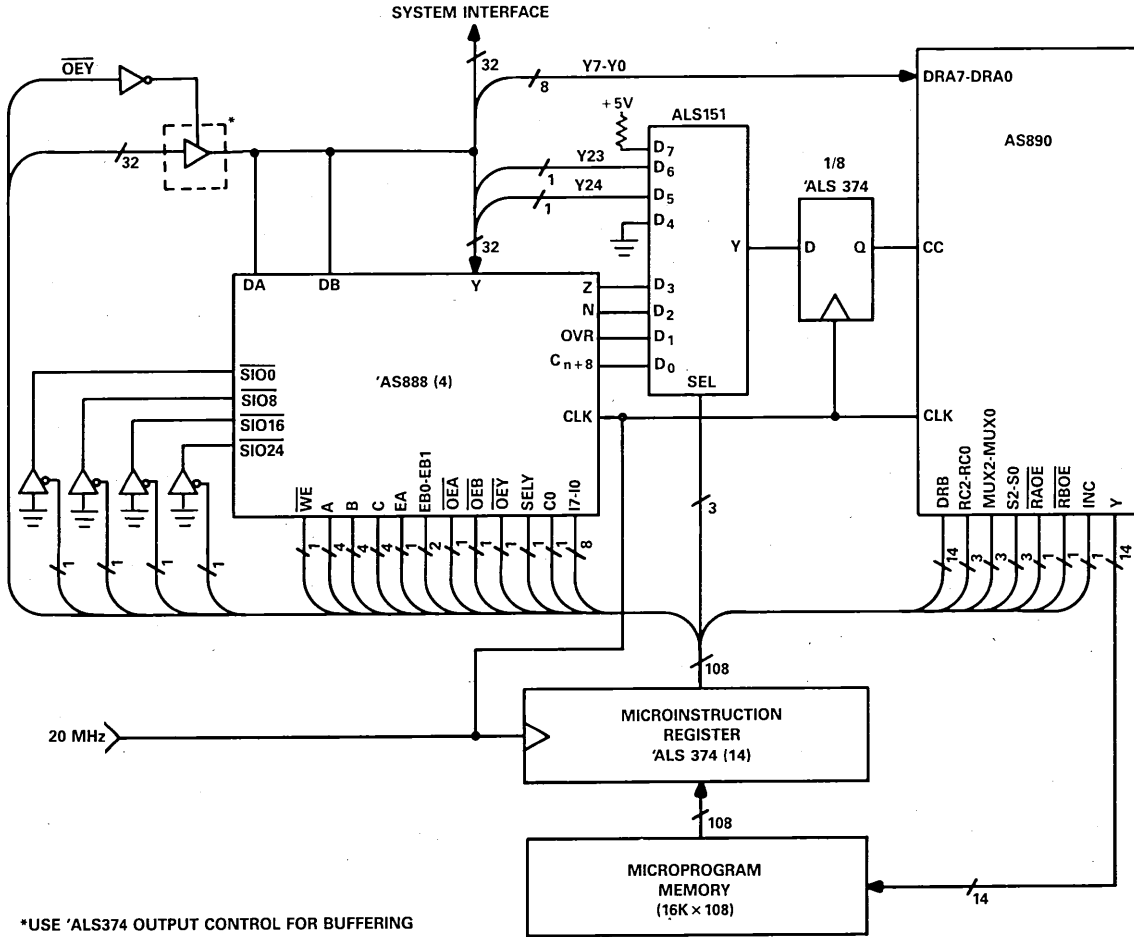 SYSTEM INTERFACE
OEY
32
8
Y7-Y0
DRA7-DRA0
AS890
*
32
+5V
ALS151
D7
Y23
1
D6
Y24
1
D5
D4
32
1/8
'ALS 374
Y
D
Q
CC
DA
DB
Y
Z
D3
N
D2
OVR
D1
Cn+8
D0
SIO0
SIO8
SIO16
SIO24
'AS888 (4)
SEL
CLK
CLK
WE
A
B
C
EA
EB0-EB1
OEA
OEB
OEY
SELY
C0
I7-I0
DRB
RC2-RC0
MUX2-MUX0
S2-S0
RAOE
RBOE
INC
Y
3
1
1
1
1
1
4
4
4
1
2
1
1
1
1
1
8
14
3
3
3
1
1
1
14
108
20 MHz
MICROINSTRUCTION
REGISTER
'ALS 374 (14)
108
MICROPROGRAM
MEMORY
(16K × 108)
14
*USE 'ALS374 OUTPUT CONTROL FOR BUFFERING